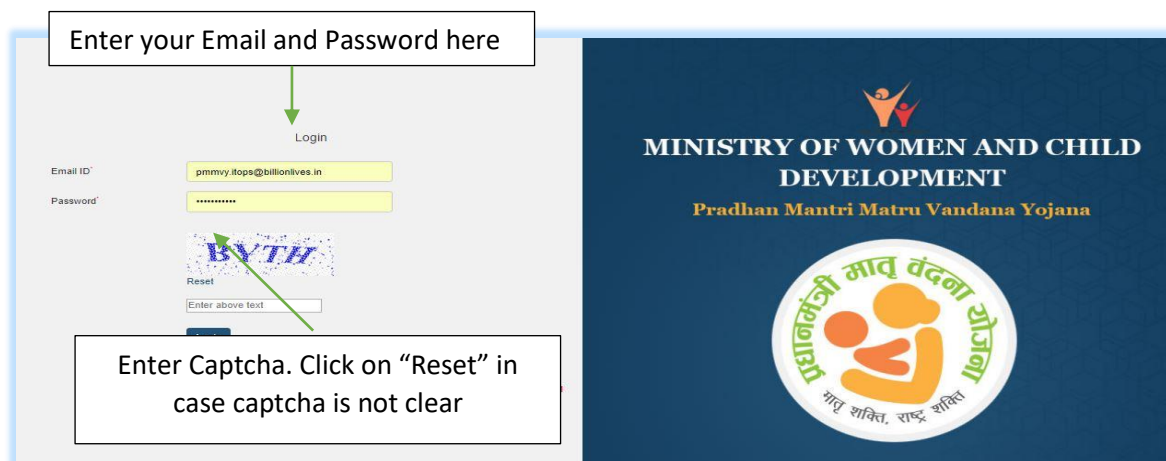 Enter your Email and Password here
Login
Email ID*
pmmvy.itops@billionlives.in
Password*
•••••••••••
BYTH
Reset
Enter above text
Enter Captcha. Click on “Reset” in
case captcha is not clear
MINISTRY OF WOMEN AND CHILD
DEVELOPMENT
Pradhan Mantri Matru Vandana Yojana
प्रधानमंत्री मातृ वंदना योजना
मातृ शक्ति, राष्ट्र शक्ति